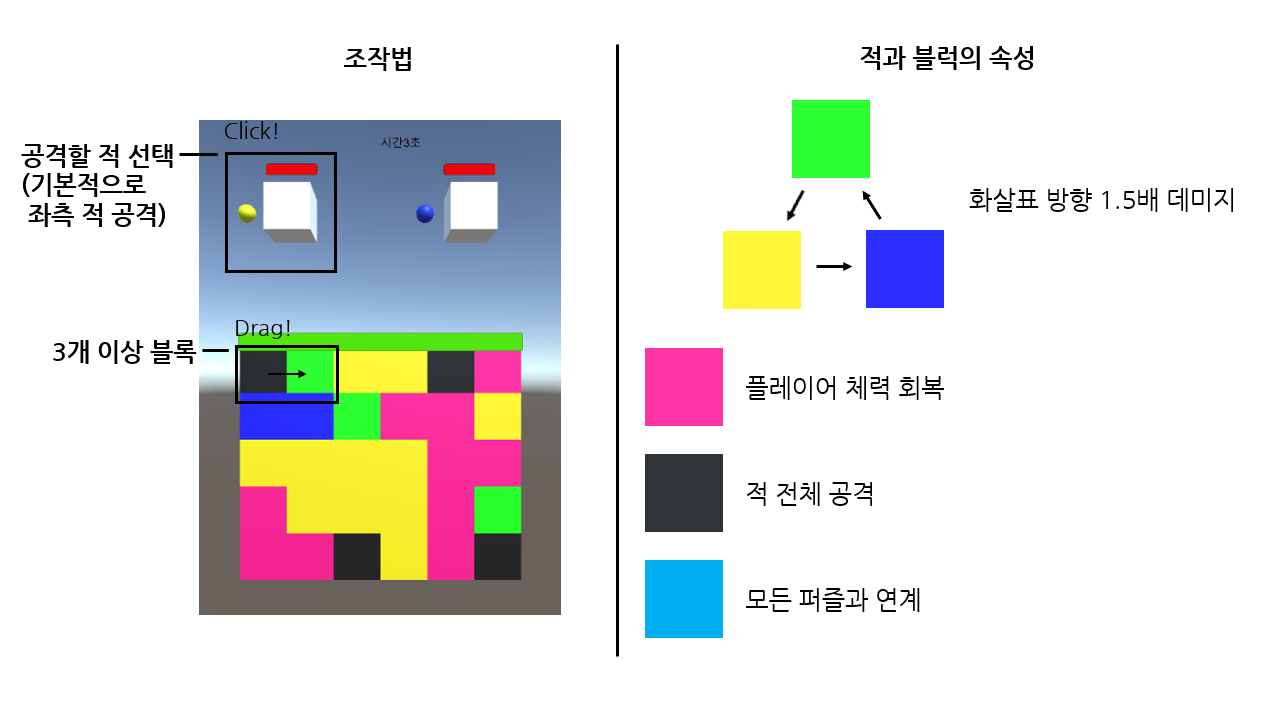 조작법
Click!
시간3초
공격할 적 선택
(기본적으로
좌측 적 공격)
Drag!
3개 이상 블록
적과 블럭의 속성
화살표 방향 1.5배 데미지
플레이어 체력 회복
적 전체 공격
모든 퍼즐과 연계